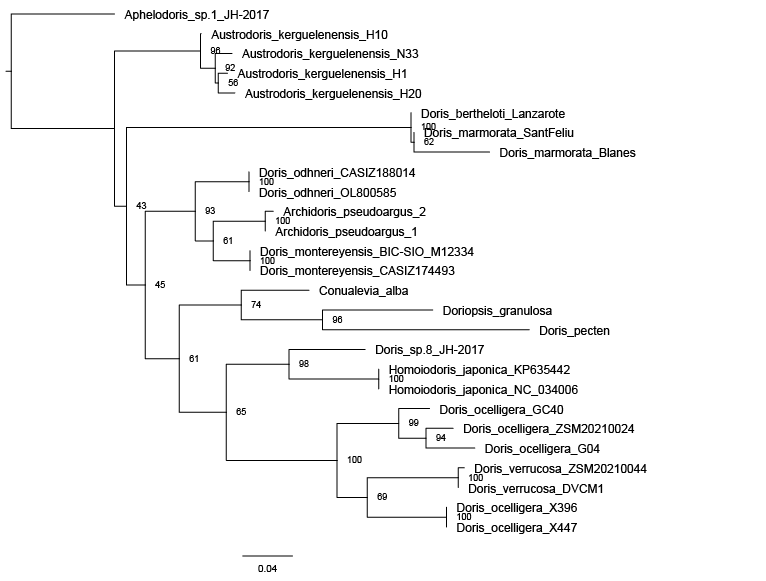 Aphelodoris_sp.1_JH-2017
Austrodoris_kerguelenensis_H10
96
Austrodoris_kerguelenensis_N33
92
Austrodoris_kerguelenensis_H1
56
Austrodoris_kerguelenensis_H20
Doris_bertheloti_Lanzarote
100
Doris_marmorata_SantFeliu
62
Doris_marmorata_Blanes
Doris_odhneri_CASIZ188014
100
Doris_odhneri_OL800585
43
93
Archidoris_pseudoargus_2
100
Archidoris_pseudoargus_1
61
Doris_montereyensis_BIC-SIO_M12334
100
Doris_montereyensis_CASIZ174493
45
Conualevia_alba
74
Doriopsis_granulosa
96
Doris_pecten
61
Doris_sp.8_JH-2017
98
Homoiodoris_japonica_KP635442
100
Homoiodoris_japonica_NC_034006
65
Doris_ocelligera_GC40
99
Doris_ocelligera_ZSM20210024
94
Doris_ocelligera_G04
100
Doris_verrucosa_ZSM20210044
100
Doris_verrucosa_DVCM1
69
Doris_ocelligera_X396
100
Doris_ocelligera_X447
0.04